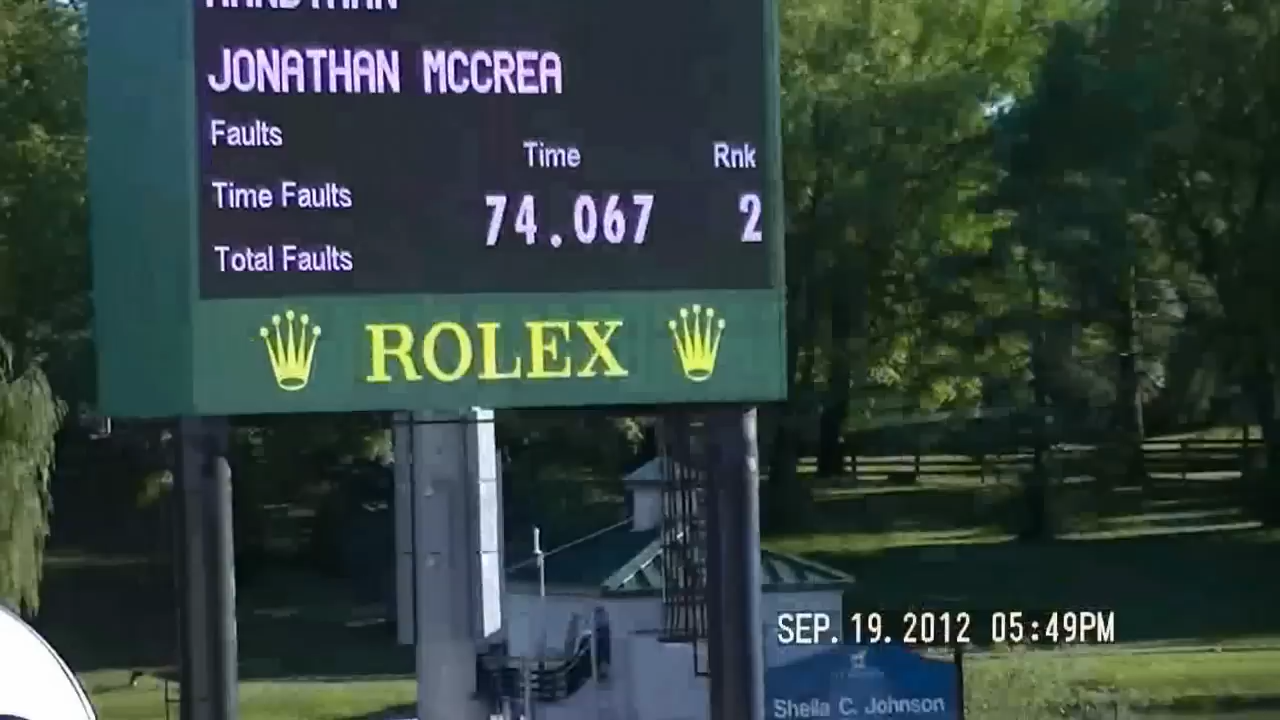 HANDYMAN
JONATHAN MCCREA
Faults
Time Rnk
Time Faults
74.067 2
Total Faults
ROLEX
SEP. 19. 2012 05:49PM
Sheila C. Johnson